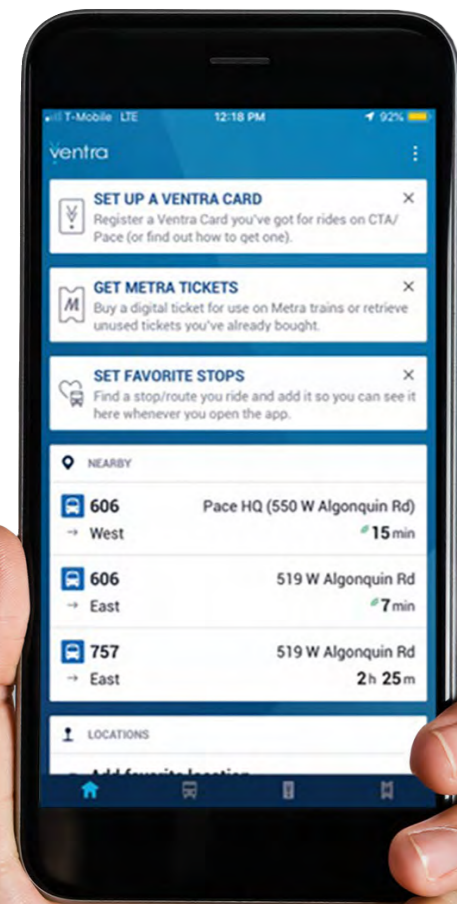 T-Mobile LTE 12:18 PM 92%
ventra
SET UP A VENTRA CARD
Register a Ventra Card you've got for rides on CTA/
Pace (or find out how to get one).
GET METRA TICKETS
M
Buy a digital ticket for use on Metra trains or retrieve
unused tickets you've already bought.
SET FAVORITE STOPS
Find a stop/route you ride and add it so you can see it
here whenever you open the app.
NEARBY
606 Pace HQ (550 W Algonquin Rd)
→ West 15 min
606 519 W Algonquin Rd
→ East 7 min
757 519 W Algonquin Rd
→ East 2h 25m
LOCATIONS
Add favorite location